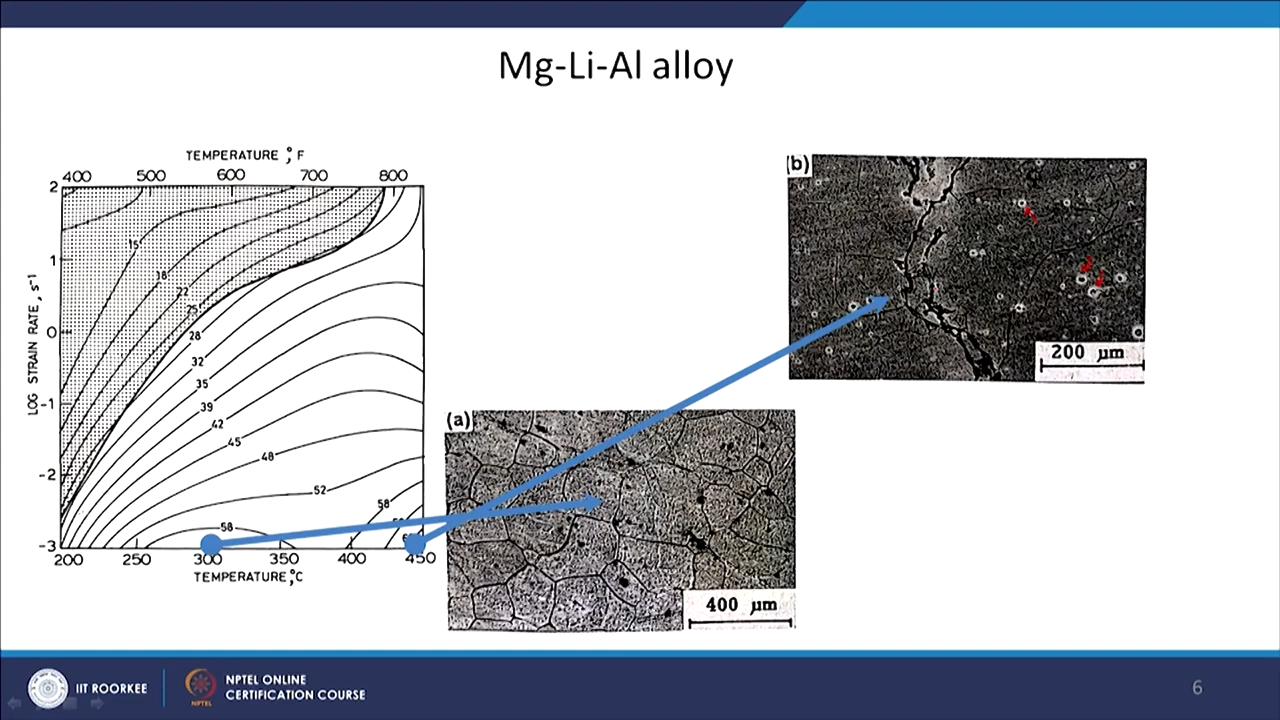 Mg-Li-Al alloy
TEMPERATURE , °F
400 500 600 700 800
2
1
0
-1
-2
-3
LOG STRAIN RATE, s⁻¹
15
18
22
25
28
32
35
39
42
45
48
52
58
58
200 250 300 350 400 450
TEMPERATURE,°C
(b)
200 µm
(a)
400 µm
IIT ROORKEE
NPTEL
NPTEL ONLINE
CERTIFICATION COURSE
6